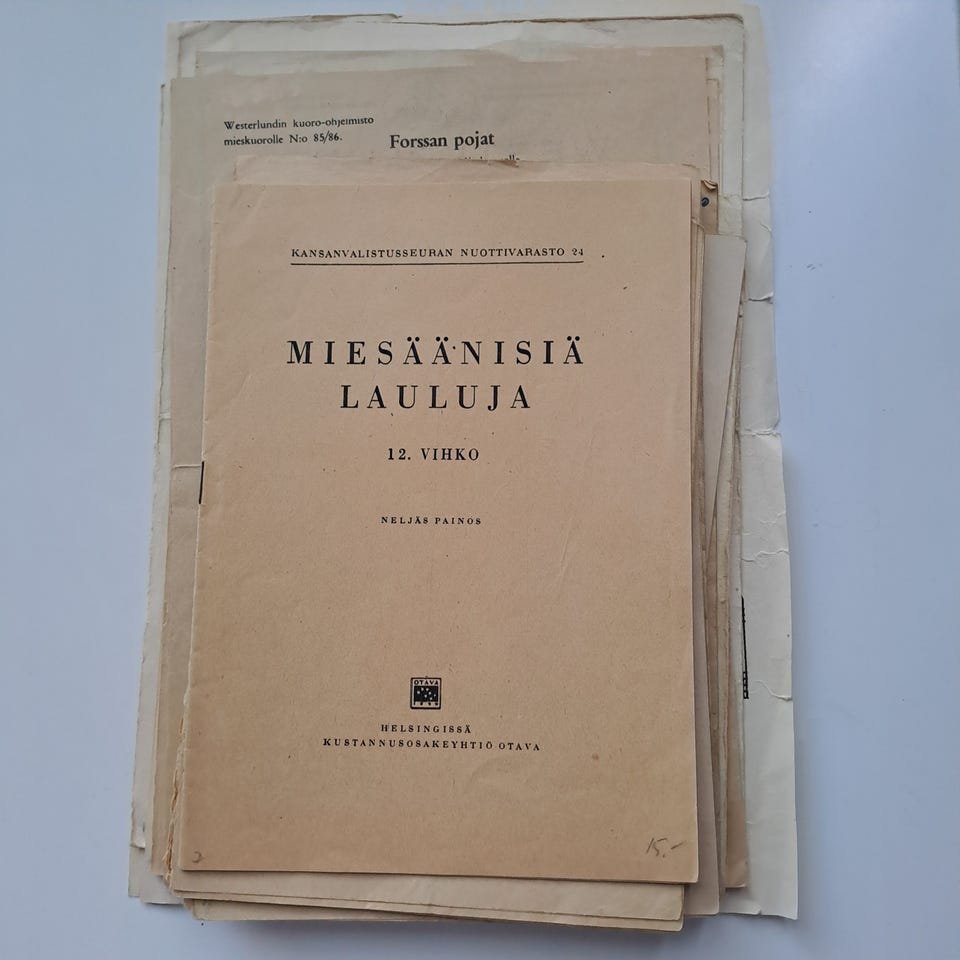 Westerlundin kuoro-ohjelmisto
mieskuorolle N:o 85/86.
Forssan pojat
KANSANVALISTUSSEURAN NUOTTIVARASTO 24
MIESÄÄNISIÄ
LAULUJA
12. VIHKO
NELJÄS PAINOS
OTAVA
HELSINGISSÄ
KUSTANNUSOSAKEYHTIÖ OTAVA
15.-